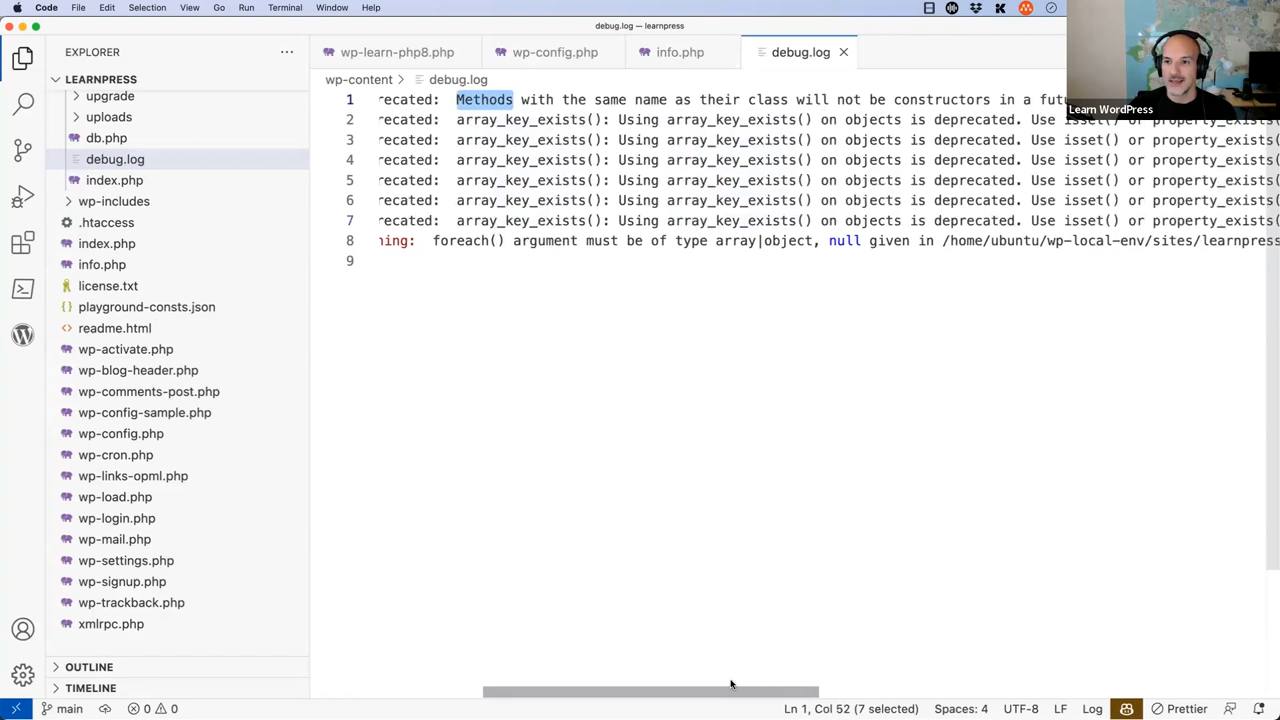 Code File Edit Selection View Go Run Terminal Window Help
debug.log — learnpress
EXPLORER
wp-learn-php8.php
wp-config.php
info.php
debug.log
LEARNPRESS
wp-content
debug.log
upgrade
uploads
db.php
debug.log
index.php
wp-includes
.htaccess
index.php
info.php
license.txt
playground-consts.json
readme.html
wp-activate.php
wp-blog-header.php
wp-comments-post.php
wp-config-sample.php
wp-config.php
wp-cron.php
wp-links-opml.php
wp-load.php
wp-login.php
wp-mail.php
wp-settings.php
wp-signup.php
wp-trackback.php
xmlrpc.php
OUTLINE
TIMELINE
1 recated: Methods with the same name as their class will not be constructors in a futu
2 recated: array_key_exists(): Using array_key_exists() on objects is deprecated. Use isset() or property_exists
3 recated: array_key_exists(): Using array_key_exists() on objects is deprecated. Use isset() or property_exists
4 recated: array_key_exists(): Using array_key_exists() on objects is deprecated. Use isset() or property_exists
5 recated: array_key_exists(): Using array_key_exists() on objects is deprecated. Use isset() or property_exists
6 recated: array_key_exists(): Using array_key_exists() on objects is deprecated. Use isset() or property_exists
7 recated: array_key_exists(): Using array_key_exists() on objects is deprecated. Use isset() or property_exists
8 ning: foreach() argument must be of type array|object, null given in /home/ubuntu/wp-local-env/sites/learnpress
9
Learn WordPress
main 0 0 Ln 1, Col 52 (7 selected) Spaces: 4 UTF-8 LF Log Prettier